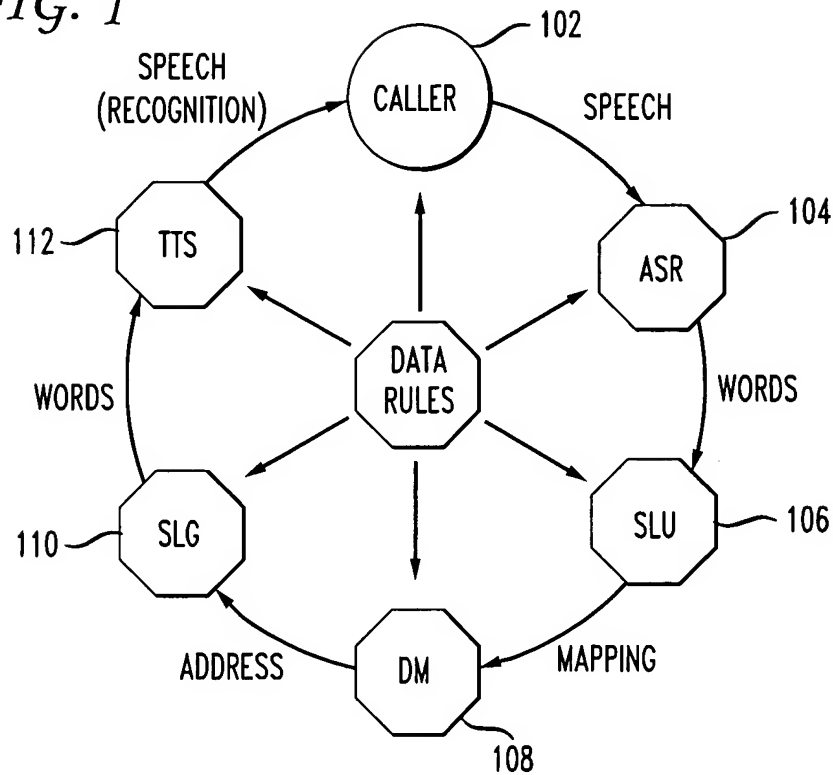 FIG. 1
102
CALLER
SPEECH
(RECOGNITION)
SPEECH
104
112
TTS
ASR
DATA
RULES
WORDS
WORDS
110
SLG
SLU
106
ADDRESS
DM
MAPPING
108